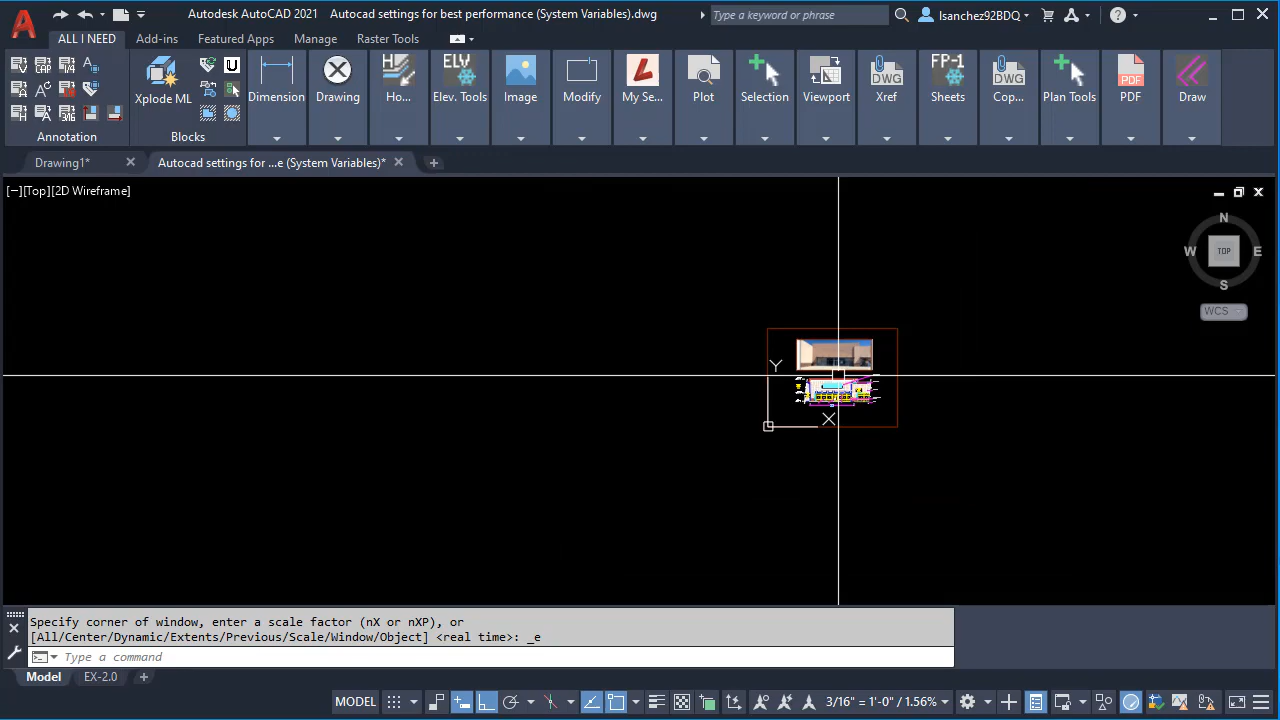 Autodesk AutoCAD 2021 Autocad settings for best performance (System Variables).dwg Type a keyword or phrase lsanchez92BDQ
ALL I NEED Add-ins Featured Apps Manage Raster Tools
Xplode ML Dimension Drawing Ho... ELV Elev. Tools Image Modify My Se... Plot Selection Viewport DWG Xref FP-1 Sheets DWG Cop... Plan Tools PDF PDF Draw
Annotation Blocks
Drawing1* Autocad settings for ...e (System Variables)*
[−][Top][2D Wireframe]
N
W TOP E
S
WCS
Y
X
Specify corner of window, enter a scale factor (nX or nXP), or
[All/Center/Dynamic/Extents/Previous/Scale/Window/Object] <real time>: _e
Type a command
Model EX-2.0
MODEL 3/16" = 1'-0" / 1.56%